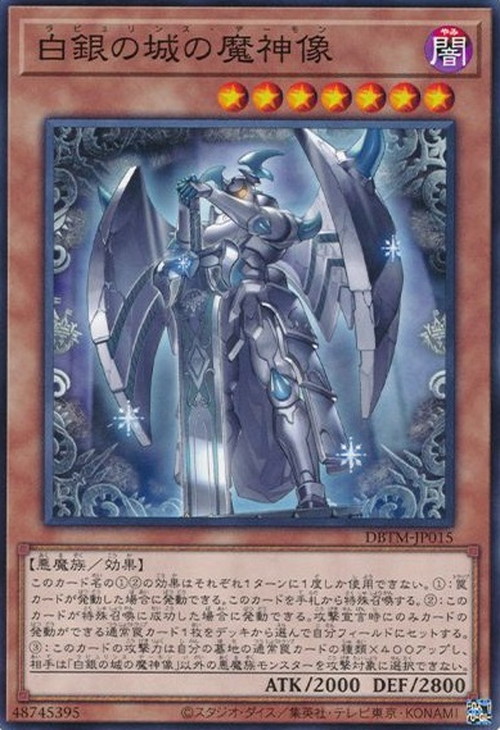 ラビュリンス・デーモン
白銀の城の魔神像
やみ
闇
DBTM-JP015
【悪魔族／効果】
このカード名の①②の効果はそれぞれ1ターンに1度しか使用できない。①：罠
カードが発動した場合に発動できる。このカードを手札から特殊召喚する。②：この
カードが特殊召喚に成功した場合に発動できる。攻撃宣言時にのみカードの
発動ができる通常罠カード1枚をデッキから選んで自分フィールドにセットする。
③：このカードの攻撃力は自分の墓地の通常罠カードの種類×400アップし、
相手は「白銀の城の魔神像」以外の悪魔族モンスターを攻撃対象に選択できない。
ATK/2000 DEF/2800
48745395
©スタジオ・ダイス／集英社・テレビ東京・KONAMI